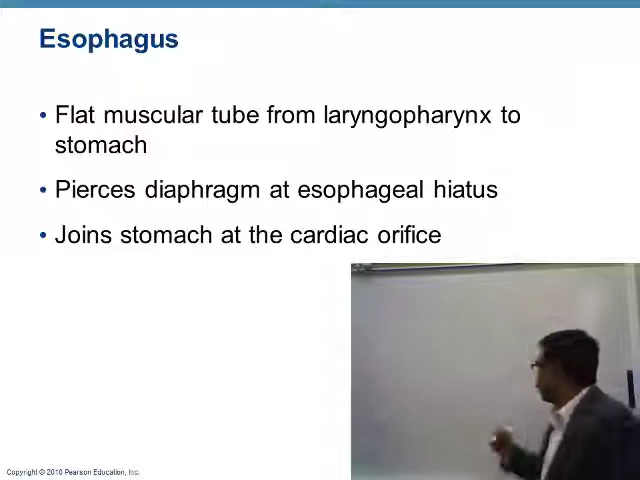 Esophagus
• Flat muscular tube from laryngopharynx to
stomach
• Pierces diaphragm at esophageal hiatus
• Joins stomach at the cardiac orifice
Copyright © 2010 Pearson Education, Inc.